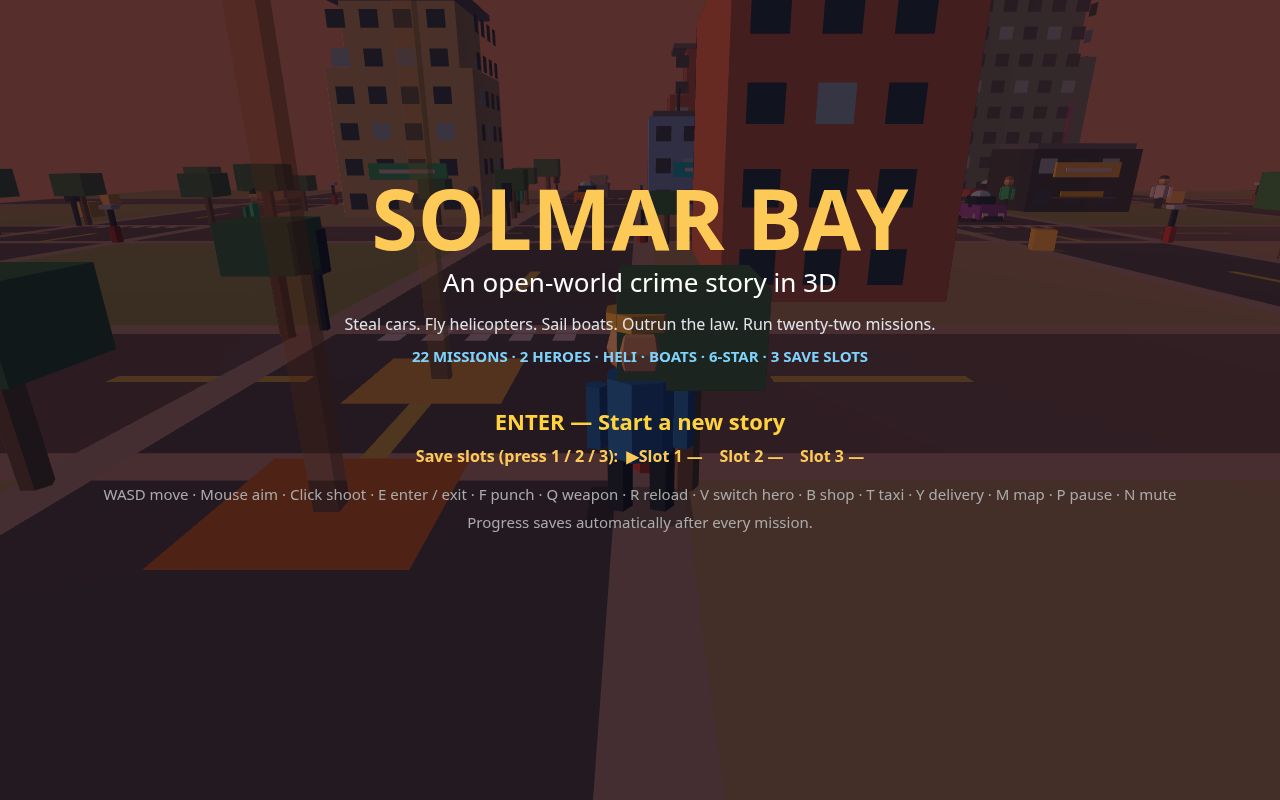 SOLMAR BAY
An open-world crime story in 3D
Steal cars. Fly helicopters. Sail boats. Outrun the law. Run twenty-two missions.
22 MISSIONS · 2 HEROES · HELI · BOATS · 6-STAR · 3 SAVE SLOTS
ENTER — Start a new story
Save slots (press 1 / 2 / 3): ▶Slot 1 — Slot 2 — Slot 3 —
WASD move · Mouse aim · Click shoot · E enter / exit · F punch · Q weapon · R reload · V switch hero · B shop · T taxi · Y delivery · M map · P pause · N mute
Progress saves automatically after every mission.